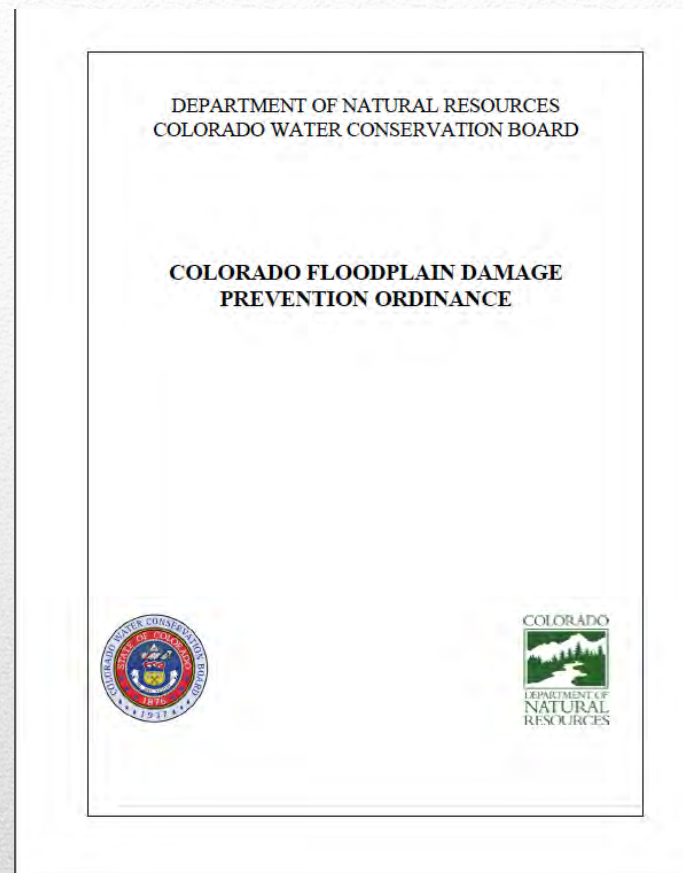 DEPARTMENT OF NATURAL RESOURCES
COLORADO WATER CONSERVATION BOARD
COLORADO FLOODPLAIN DAMAGE
PREVENTION ORDINANCE
COLORADO WATER CONSERVATION BOARD
STATE OF COLORADO
1876
1937
COLORADO
DEPARTMENT OF
NATURAL
RESOURCES